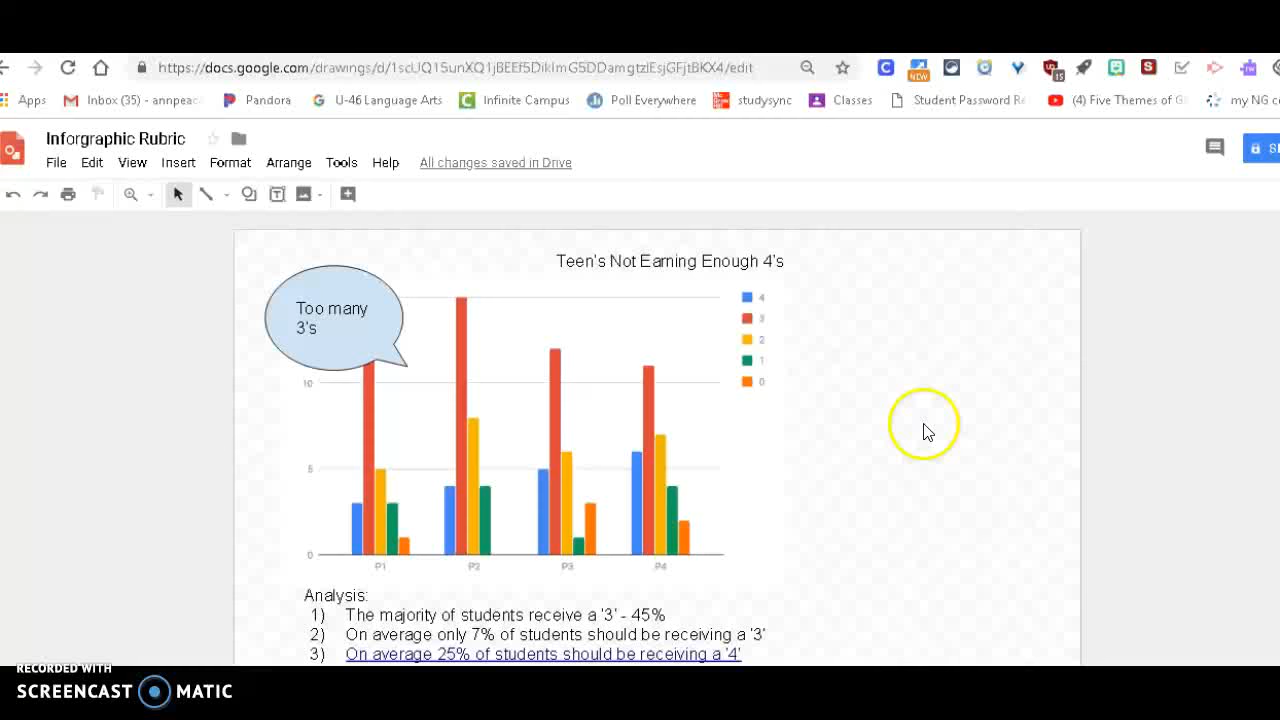 https://docs.google.com/drawings/d/
NEW
15
Apps
Inbox (35) - annpeac
Pandora
U-46 Language Arts
Infinite Campus
Poll Everywhere
studysync
Classes
Student Password Re
(4) Five Themes of G
my NG c
Inforgraphic Rubric
File Edit View Insert Format Arrange Tools Help All changes saved in Drive
Teen's Not Earning Enough 4's
Too many
3's
4
3
2
1
0
10
5
0
P1 P2 P3 P4
Analysis:
1) The majority of students receive a '3' - 45%
2) On average only 7% of students should be receiving a '3'
3) On average 25% of students should be receiving a '4'
RECORDED WITH
SCREENCAST MATIC